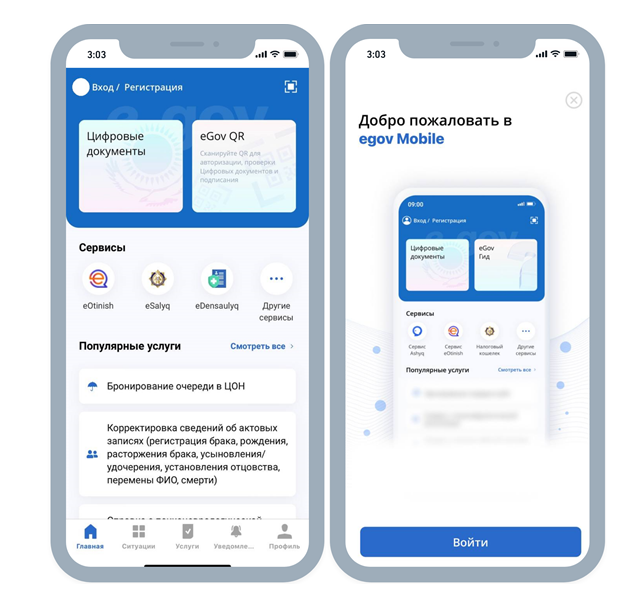 3:03
Вход / Регистрация
e-gov
Цифровые
документы
eGov QR
Сканируйте QR для
авторизации, проверки
Цифровых документов и
подписания
Сервисы
eOtinish
eSalyq
eDensaulyq
Другие
сервисы
Популярные услуги
Смотреть все
Бронирование очереди в ЦОН
Корректировка сведений об актовых
записях (регистрация брака, рождения,
расторжения брака, усыновления/
удочерения, установления отцовства,
перемены ФИО, смерти)
Главная
Ситуации
Услуги
Уведомле...
Профиль
3:03
Добро пожаловать в
egov Mobile
09:00
Вход / Регистрация
Цифровые
документы
eGov
Гид
Сервисы
Сервис
Ashyq
Сервис
eOtinish
Налоговый
кошелек
Другие
сервисы
Популярные услуги
Смотреть все
Войти